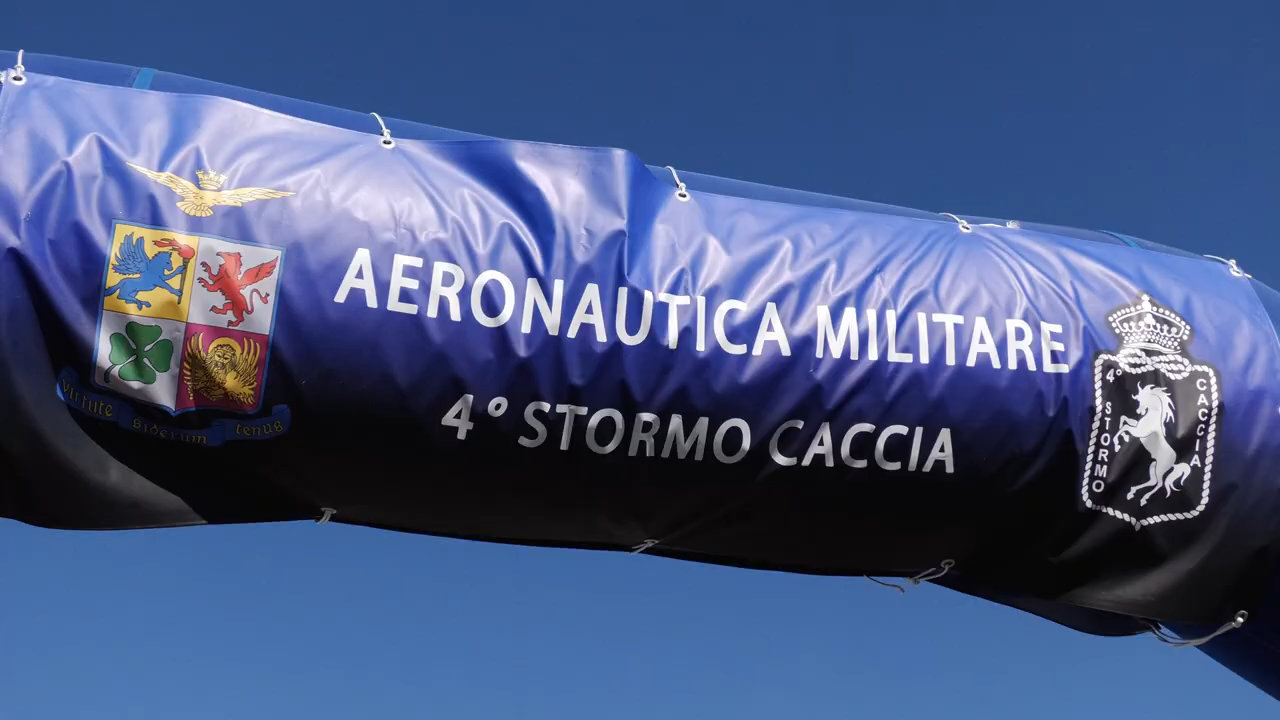 AERONAUTICA MILITARE
4° STORMO CACCIA
virtute siderum tenus
4° STORMO
CACCIA